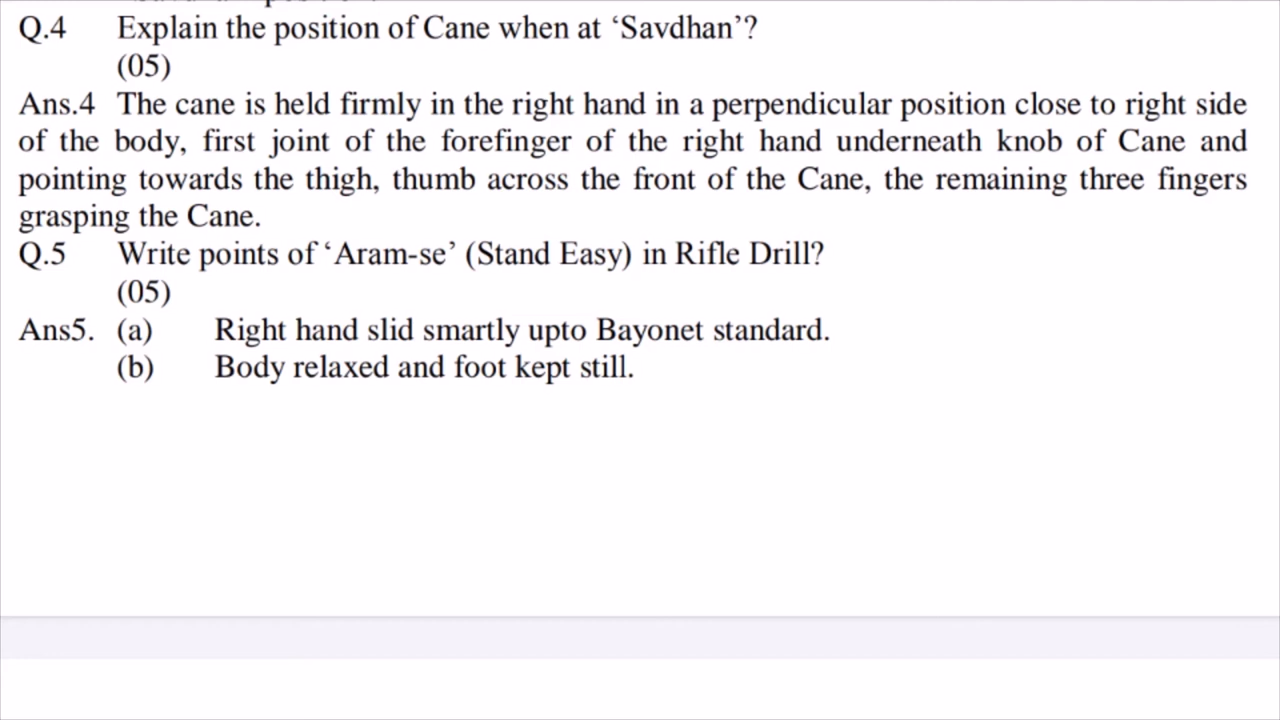 Q.4 Explain the position of Cane when at ‘Savdhan’?
(05)
Ans.4 The cane is held firmly in the right hand in a perpendicular position close to right side
of the body, first joint of the forefinger of the right hand underneath knob of Cane and
pointing towards the thigh, thumb across the front of the Cane, the remaining three fingers
grasping the Cane.
Q.5 Write points of ‘Aram-se’ (Stand Easy) in Rifle Drill?
(05)
Ans5. (a) Right hand slid smartly upto Bayonet standard.
(b) Body relaxed and foot kept still.